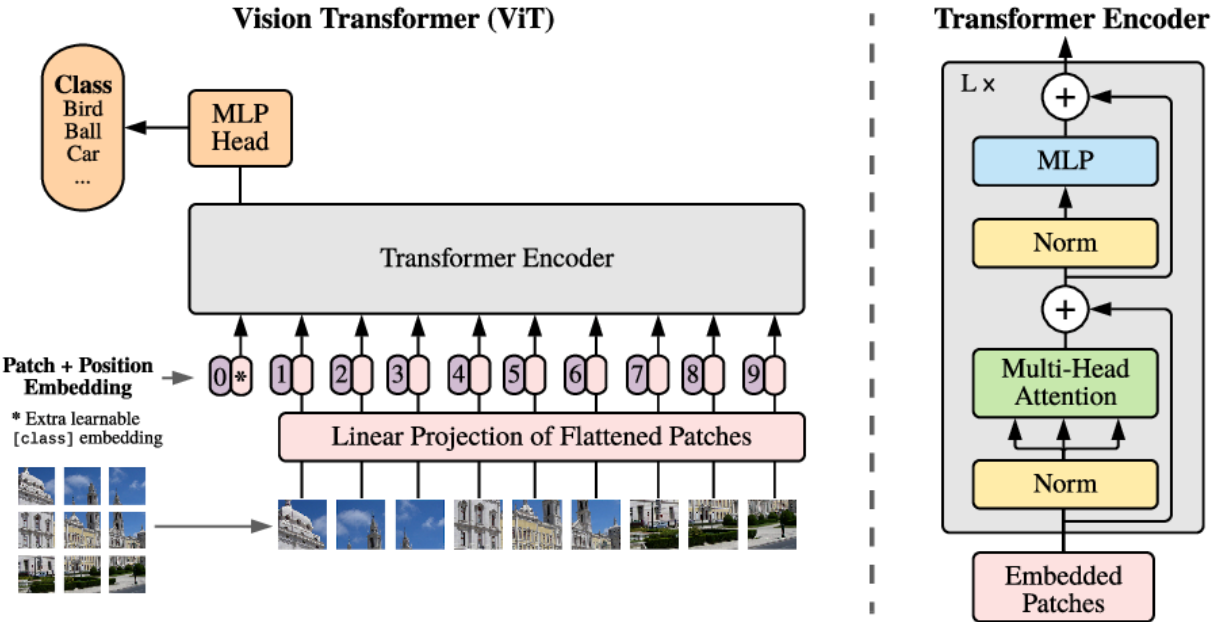 Vision Transformer (ViT)
Class
Bird
Ball
Car
...
MLP
Head
Transformer Encoder
Patch + Position
Embedding
0 * 1 2 3 4 5 6 7 8 9
* Extra learnable
[class] embedding
Linear Projection of Flattened Patches
Transformer Encoder
L ×
+
MLP
Norm
+
Multi-Head
Attention
Norm
Embedded
Patches